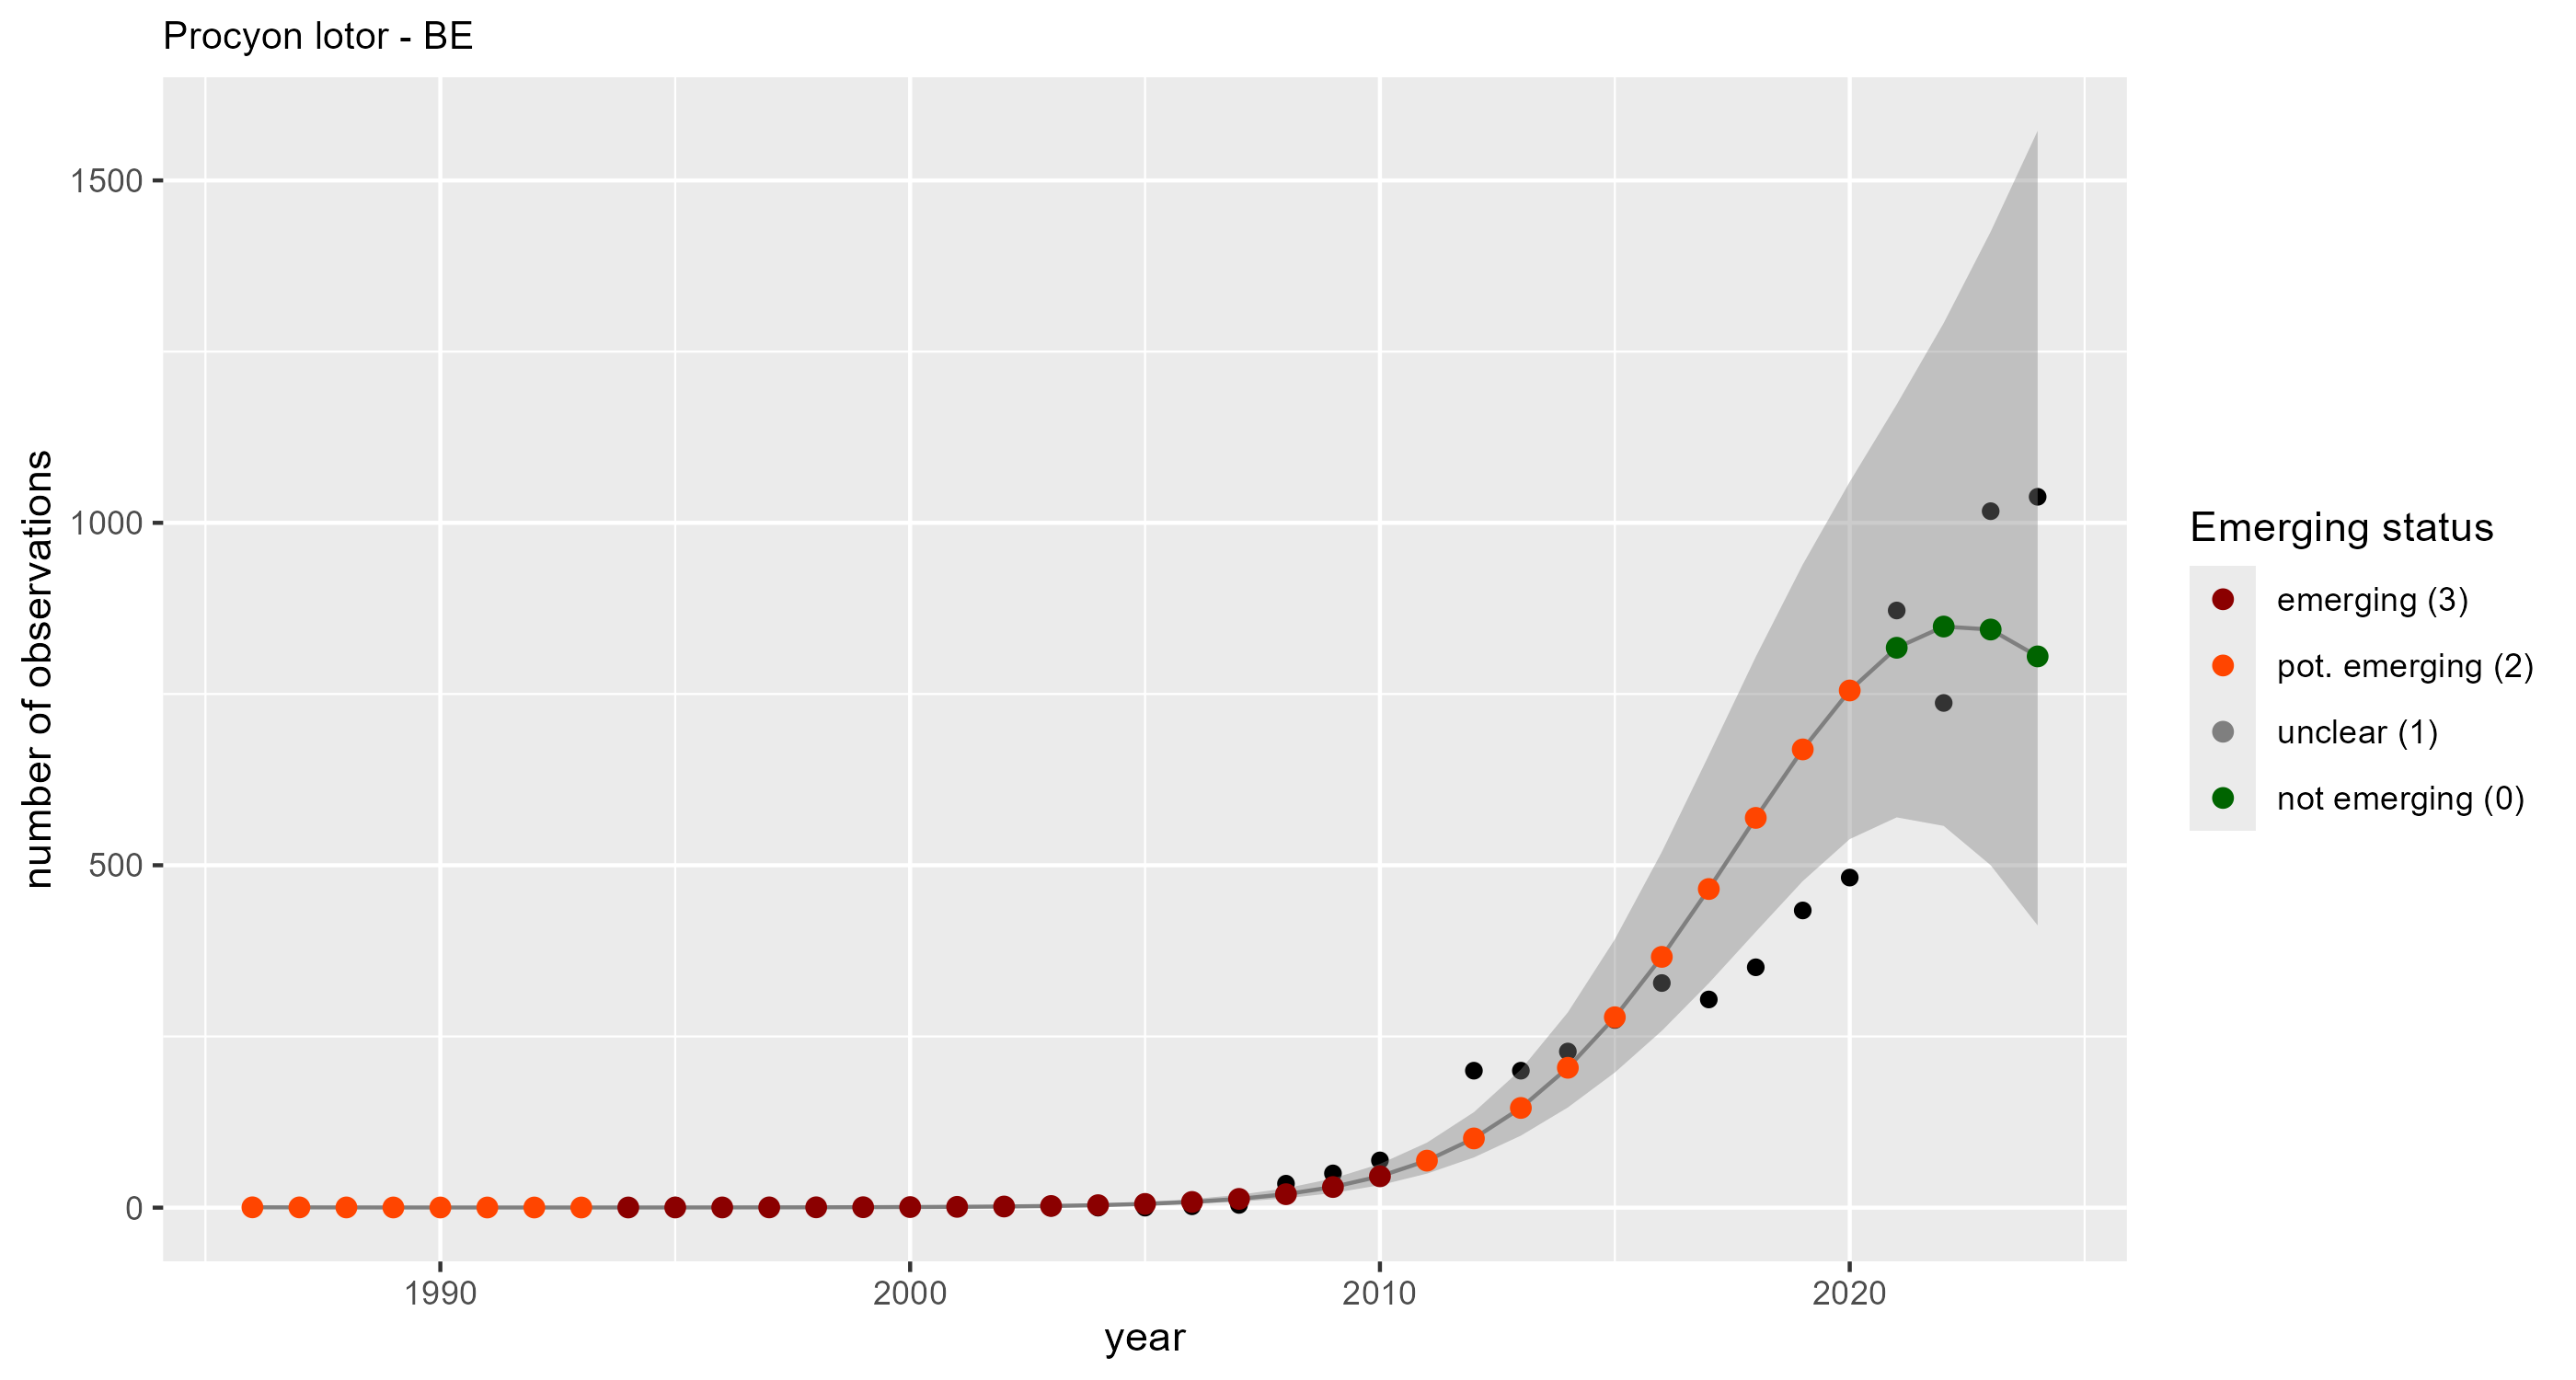 Procyon lotor - BE
number of observations
1500
1000
500
0
1990
2000
2010
2020
year
Emerging status
emerging (3)
pot. emerging (2)
unclear (1)
not emerging (0)